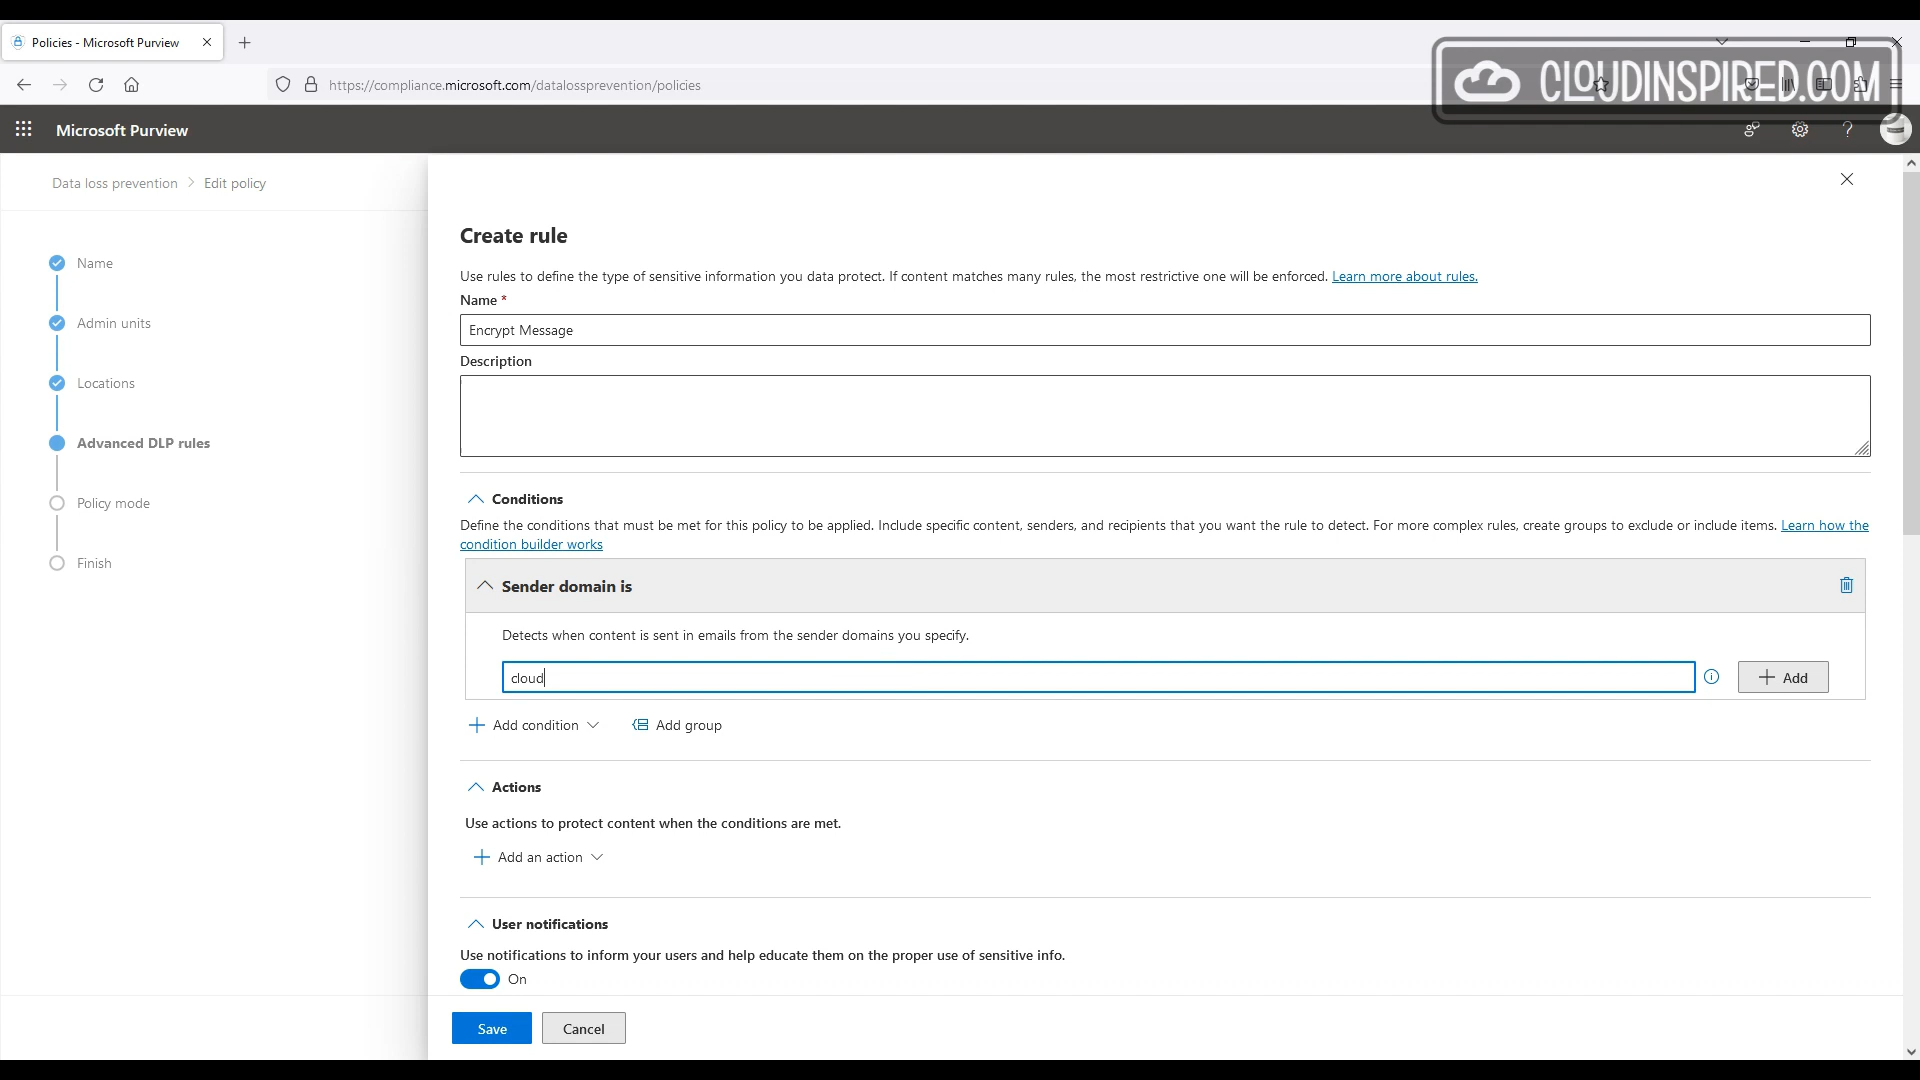 Policies - Microsoft Purview
CLOUDINSPIRED.COM
https://compliance.microsoft.com/datalossprevention/policies
Microsoft Purview
Data loss prevention > Edit policy
Name
Admin units
Locations
Advanced DLP rules
Policy mode
Finish
Create rule
Use rules to define the type of sensitive information you data protect. If content matches many rules, the most restrictive one will be enforced. Learn more about rules.
Name *
Encrypt Message
Description
Conditions
Define the conditions that must be met for this policy to be applied. Include specific content, senders, and recipients that you want the rule to detect. For more complex rules, create groups to exclude or include items. Learn how the
condition builder works
Sender domain is
Detects when content is sent in emails from the sender domains you specify.
cloud
Add
Add condition
Add group
Actions
Use actions to protect content when the conditions are met.
Add an action
User notifications
Use notifications to inform your users and help educate them on the proper use of sensitive info.
On
Save
Cancel